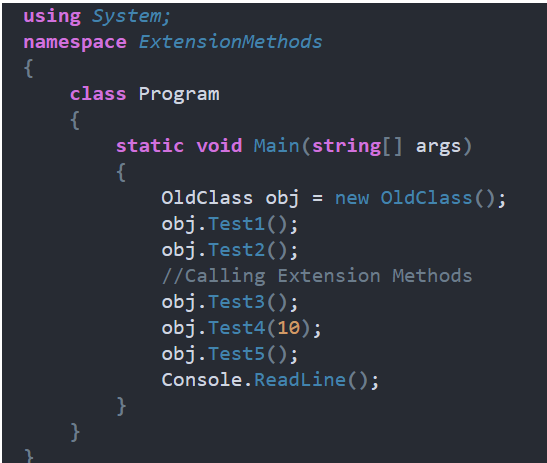 using System;
namespace ExtensionMethods
{
    class Program
    {
        static void Main(string[] args)
        {
            OldClass obj = new OldClass();
            obj.Test1();
            obj.Test2();
            //Calling Extension Methods
            obj.Test3();
            obj.Test4(10);
            obj.Test5();
            Console.ReadLine();
        }
    }
}